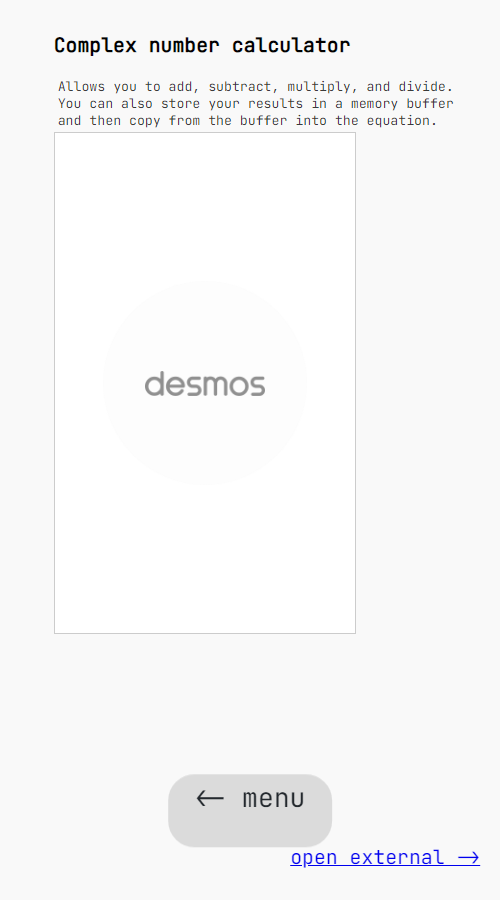 Complex number calculator
Allows you to add, subtract, multiply, and divide.
You can also store your results in a memory buffer
and then copy from the buffer into the equation.
desmos
← menu
open external →